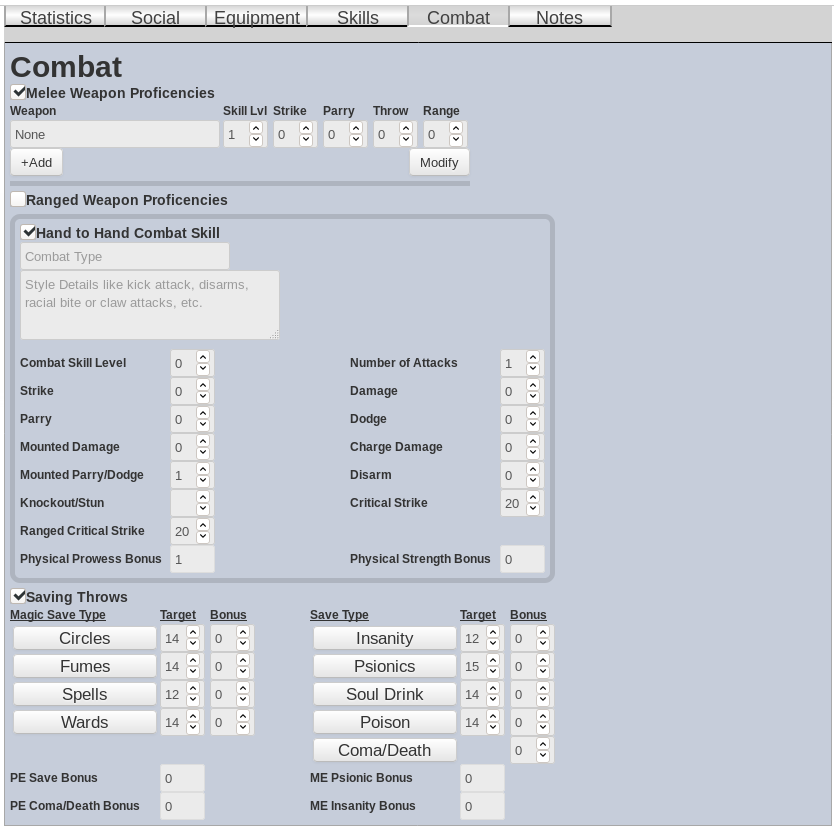 Statistics Social Equipment Skills Combat Notes
Combat
Melee Weapon Proficencies
Weapon Skill Lvl Strike Parry Throw Range
None 1 0 0 0 0
+Add Modify
Ranged Weapon Proficencies
Hand to Hand Combat Skill
Combat Type
Style Details like kick attack, disarms,
racial bite or claw attacks, etc.
Combat Skill Level 0 Number of Attacks 1
Strike 0 Damage 0
Parry 0 Dodge 0
Mounted Damage 0 Charge Damage 0
Mounted Parry/Dodge 1 Disarm 0
Knockout/Stun Critical Strike 20
Ranged Critical Strike 20
Physical Prowess Bonus 1 Physical Strength Bonus 0
Saving Throws
Magic Save Type Target Bonus Save Type Target Bonus
Circles 14 0 Insanity 12 0
Fumes 14 0 Psionics 15 0
Spells 12 0 Soul Drink 14 0
Wards 14 0 Poison 14 0
Coma/Death 0
PE Save Bonus 0 ME Psionic Bonus 0
PE Coma/Death Bonus 0 ME Insanity Bonus 0